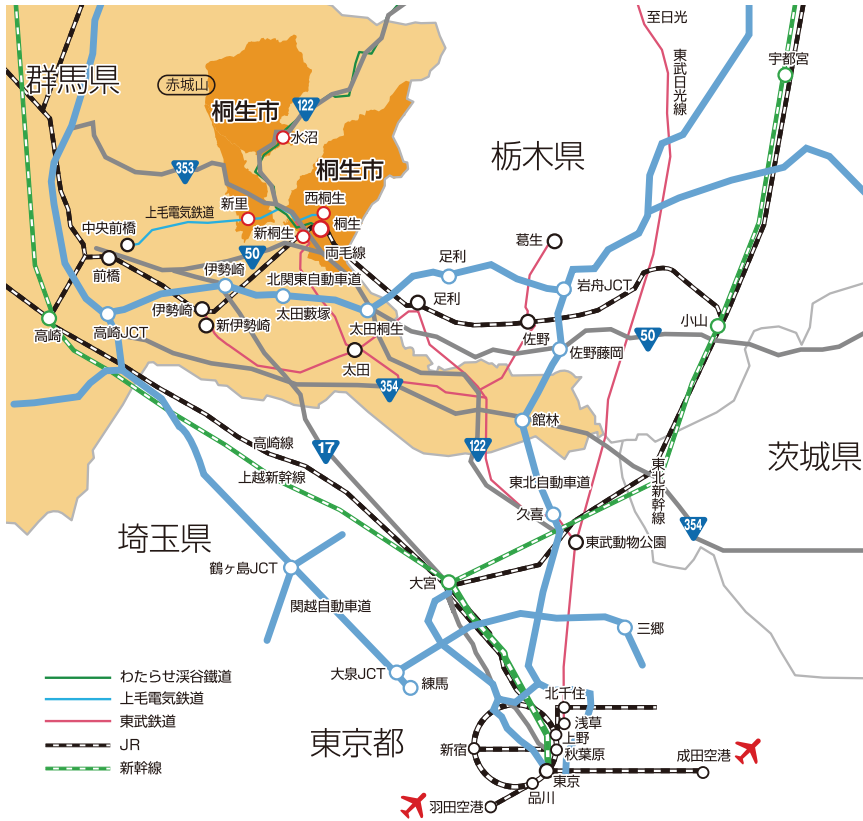 至日光
東武日光線
宇都宮
群馬県
赤城山
桐生市
122
水沼
桐生市
栃木県
353
新里
西桐生
上毛電気鉄道
中央前橋
新桐生
桐生
葛生
両毛線
50
前橋
伊勢崎
北関東自動車道
足利
岩舟JCT
伊勢崎
太田藪塚
足利
高崎
高崎JCT
新伊勢崎
太田桐生
佐野
小山
佐野藤岡
50
太田
354
館林
高崎線
17
122
上越新幹線
東北自動車道
東北新幹線
茨城県
久喜
354
埼玉県
東武動物公園
鶴ヶ島JCT
大宮
関越自動車道
三郷
大泉JCT
練馬
わたらせ渓谷鐵道
上毛電気鉄道
東武鉄道
JR
新幹線
東京都
北千住
浅草
上野
新宿
秋葉原
成田空港
東京
品川
羽田空港